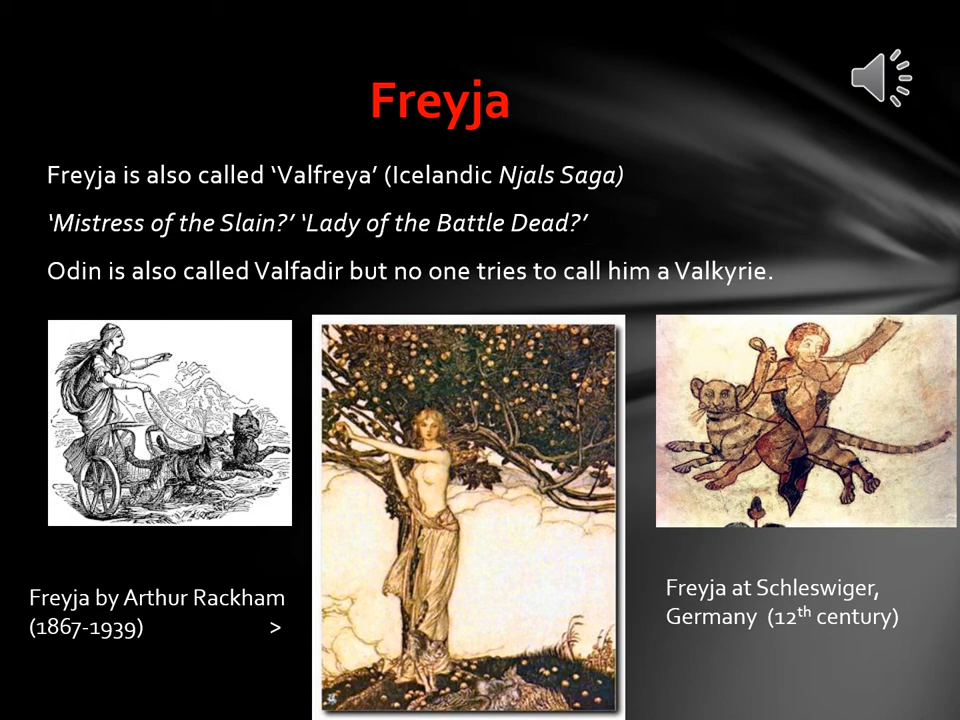 Freyja
Freyja is also called ‘Valfreya’ (Icelandic Njals Saga)
‘Mistress of the Slain?’ ‘Lady of the Battle Dead?’
Odin is also called Valfadir but no one tries to call him a Valkyrie.
Freyja by Arthur Rackham
(1867-1939) >
Freyja at Schleswiger,
Germany (12th century)